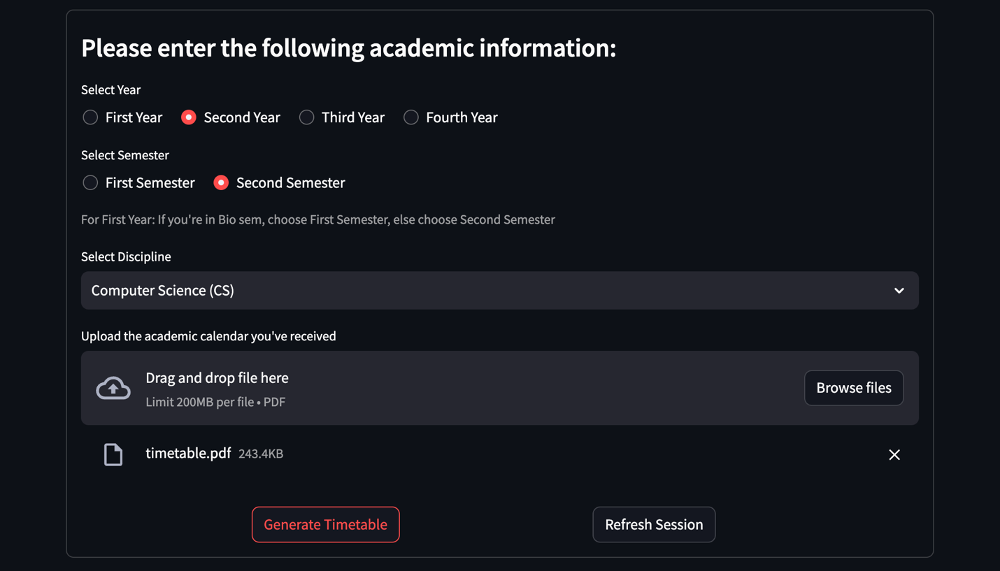 Please enter the following academic information:
Select Year
First Year Second Year Third Year Fourth Year
Select Semester
First Semester Second Semester
For First Year: If you're in Bio sem, choose First Semester, else choose Second Semester
Select Discipline
Computer Science (CS)
Upload the academic calendar you've received
Drag and drop file here
Limit 200MB per file • PDF
Browse files
timetable.pdf 243.4KB
Generate Timetable Refresh Session